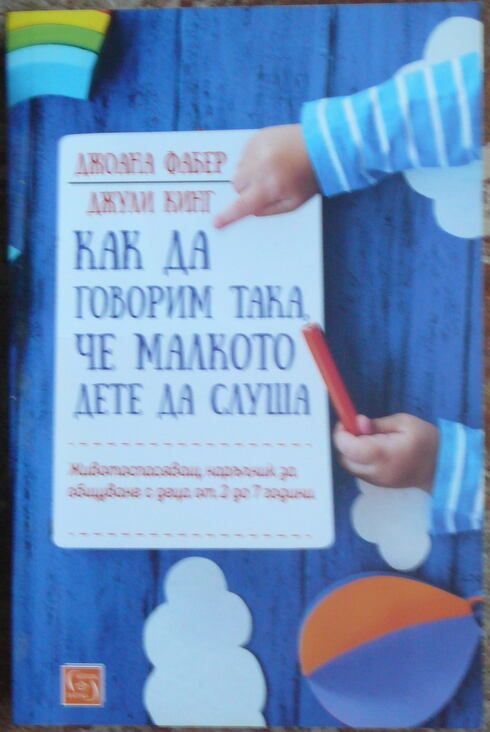 ДЖОАНА ФАБЕР
ДЖУЛИ КИНГ
КАК ДА
ГОВОРИМ ТАКА,
ЧЕ МАЛКОТО
ДЕТЕ ДА СЛУША
Животоспасяващ наръчник за
общуване с деца от 2 до 7 години